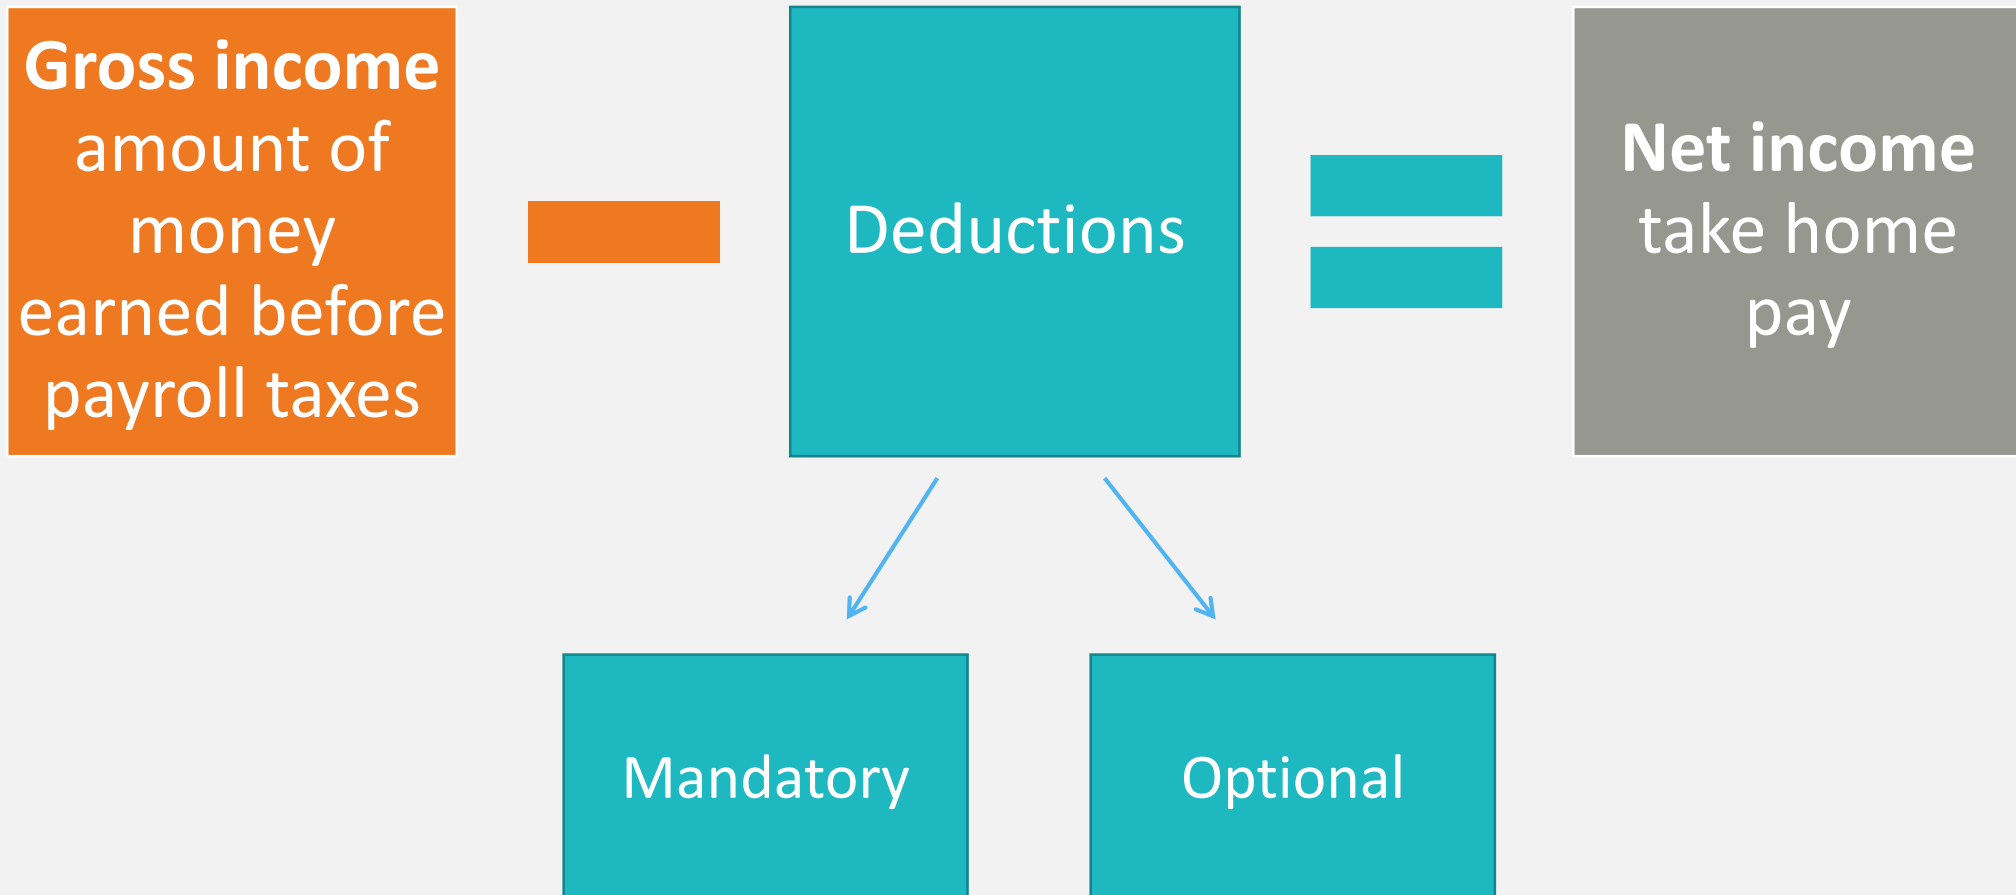 Gross income
amount of
money
earned before
payroll taxes
Deductions
Net income
take home
pay
Mandatory
Optional